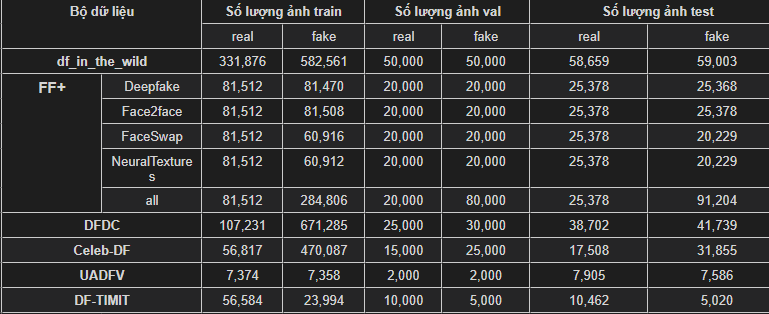 Bộ dữ liệu Số lượng ảnh train Số lượng ảnh val Số lượng ảnh test
real fake real fake real fake
df_in_the_wild 331,876 582,561 50,000 50,000 58,659 59,003
FF+ Deepfake 81,512 81,470 20,000 20,000 25,378 25,368
Face2face 81,512 81,508 20,000 20,000 25,378 25,378
FaceSwap 81,512 60,916 20,000 20,000 25,378 20,229
NeuralTexture
s 81,512 60,912 20,000 20,000 25,378 20,229
all 81,512 284,806 20,000 80,000 25,378 91,204
DFDC 107,231 671,285 25,000 30,000 38,702 41,739
Celeb-DF 56,817 470,087 15,000 25,000 17,508 31,855
UADFV 7,374 7,358 2,000 2,000 7,905 7,586
DF-TIMIT 56,584 23,994 10,000 5,000 10,462 5,020